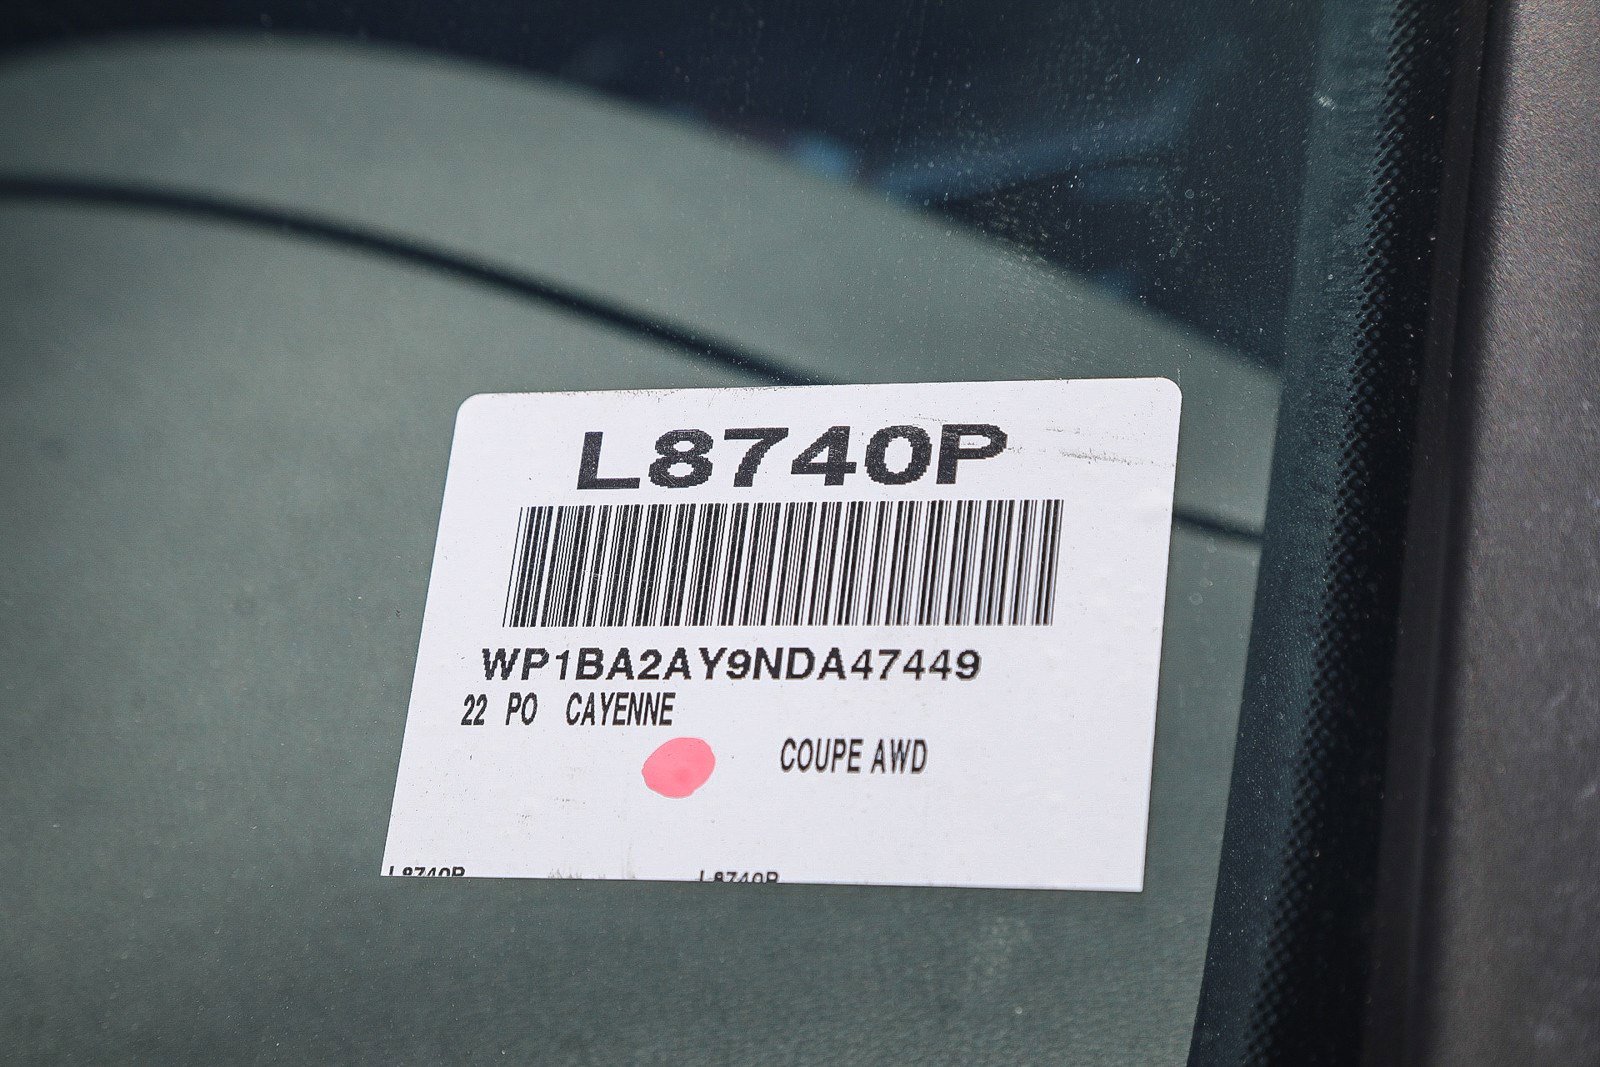 L8740P
WP1BA2AY9NDA47449
22 PO CAYENNE
COUPE AWD
L8740P L8740P